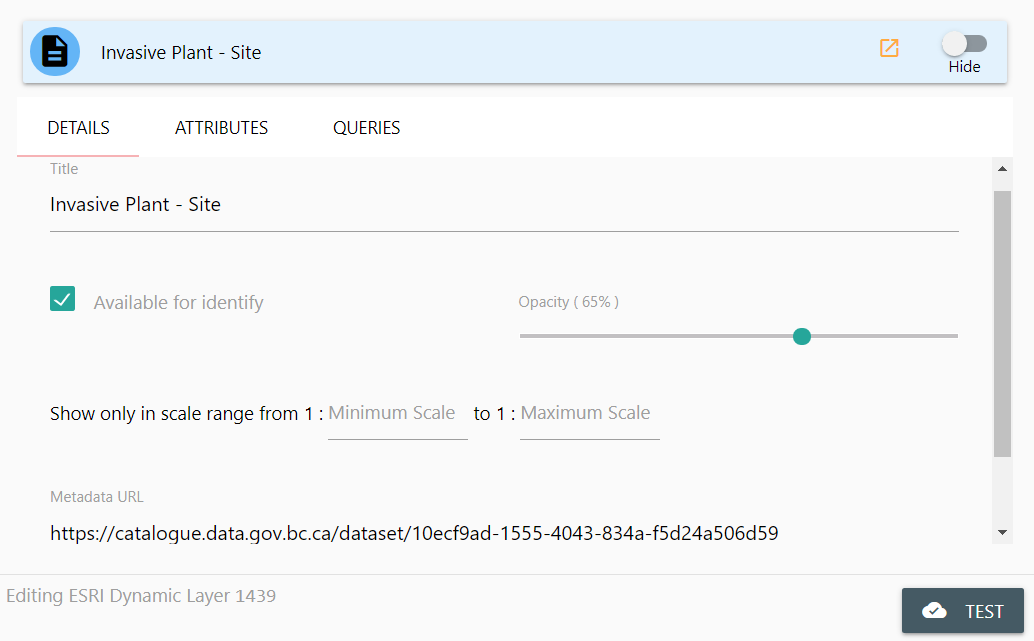 Invasive Plant - Site
Hide
DETAILS ATTRIBUTES QUERIES
Title
Invasive Plant - Site
Available for identify
Opacity ( 65% )
Show only in scale range from 1 : Minimum Scale to 1 : Maximum Scale
Metadata URL
https://catalogue.data.gov.bc.ca/dataset/10ecf9ad-1555-4043-834a-f5d24a506d59
Editing ESRI Dynamic Layer 1439
TEST